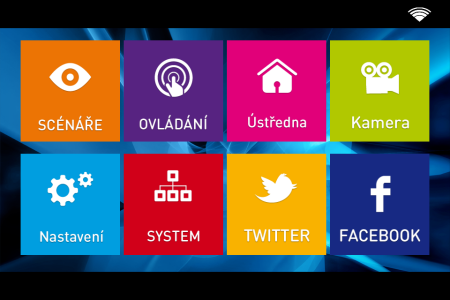 SCÉNÁŘE
OVLÁDÁNÍ
Ústředna
Kamera
Nastavení
SYSTEM
TWITTER
FACEBOOK